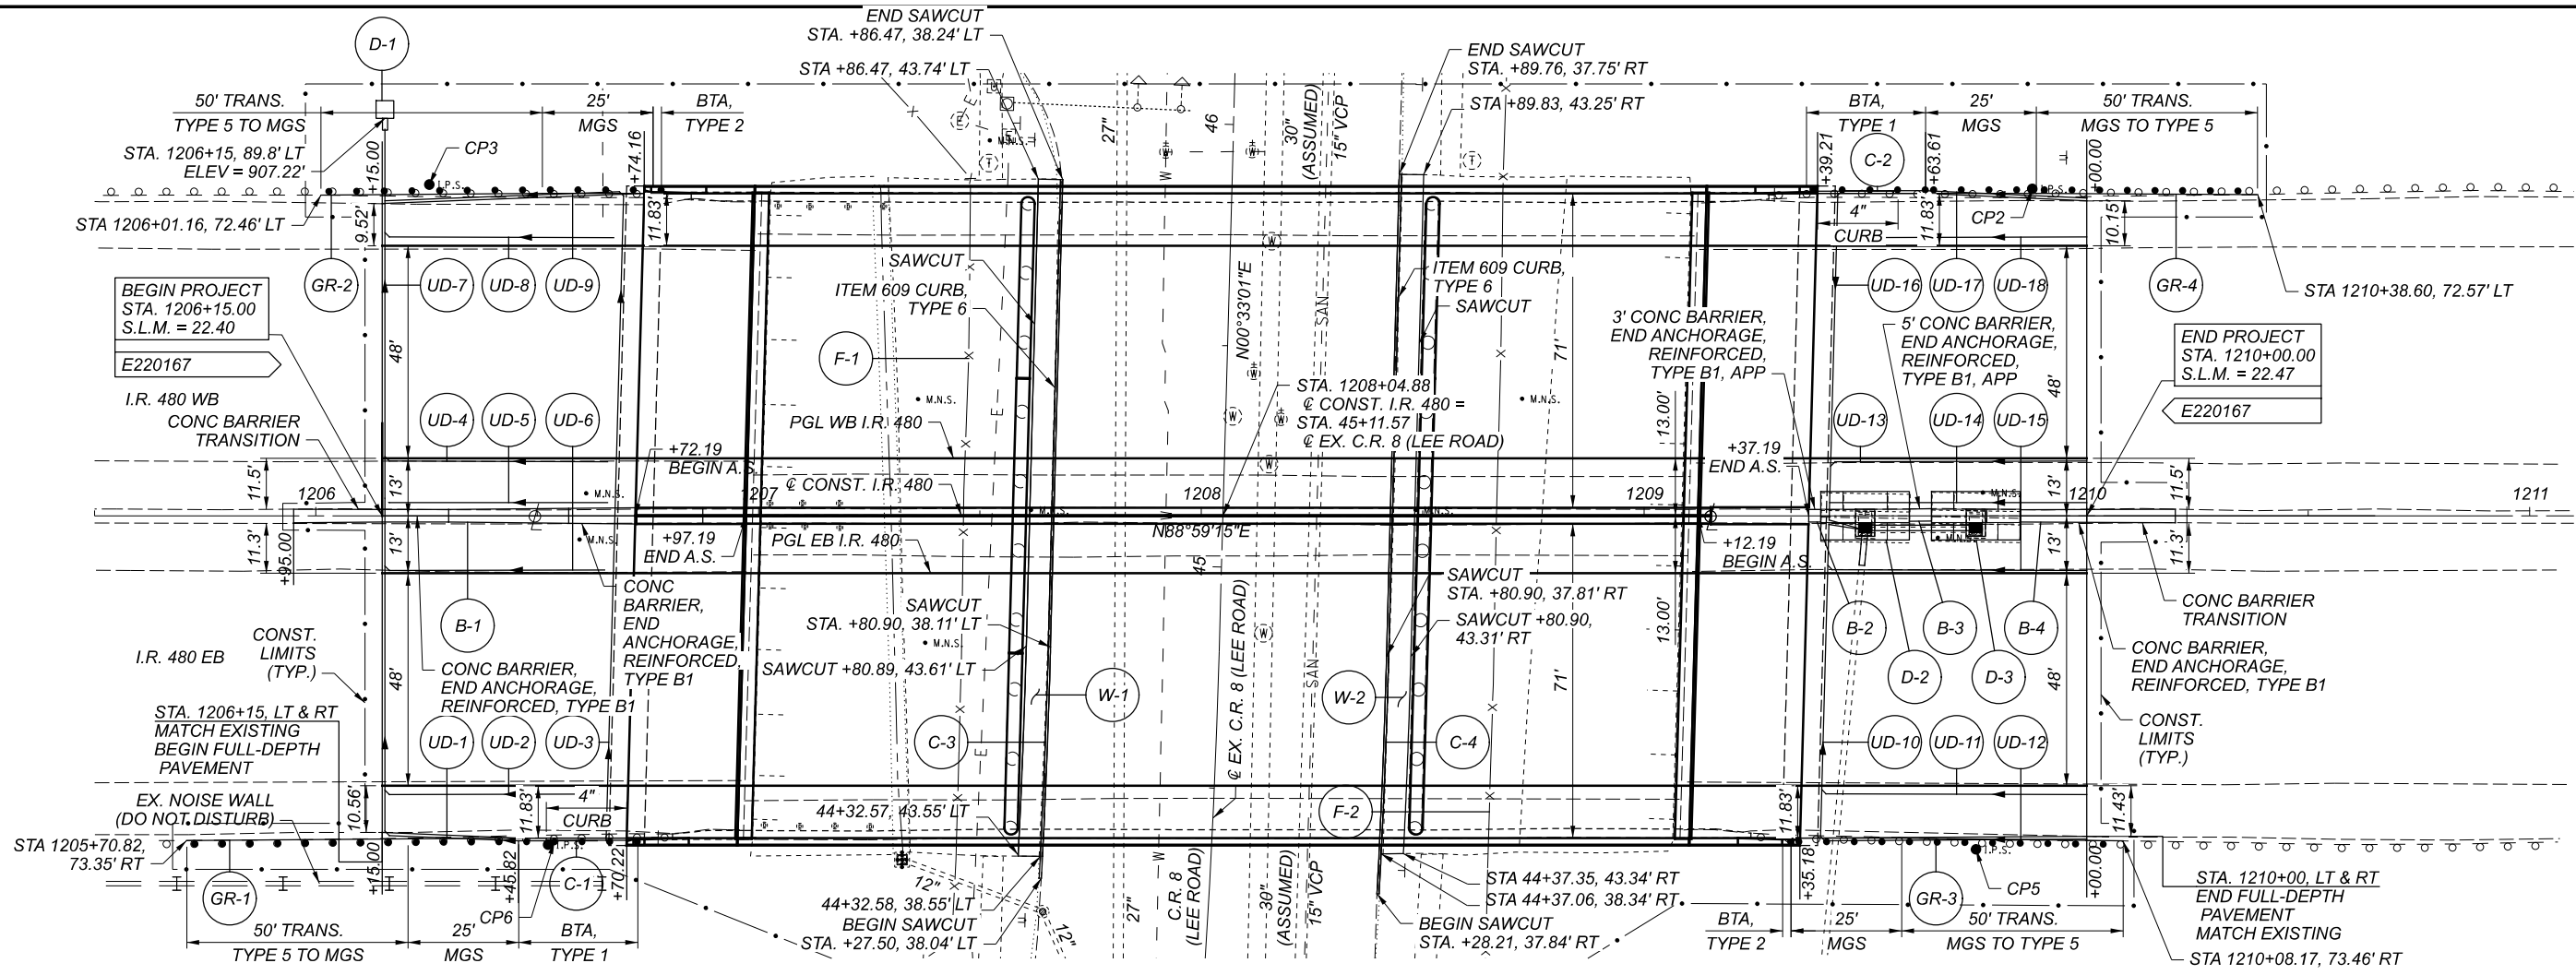 END SAWCUT
STA. +86.47, 38.24' LT
STA +86.47, 43.74' LT
END SAWCUT
STA. +89.76, 37.75' RT
STA +89.83, 43.25' RT
D-1
50' TRANS.
TYPE 5 TO MGS
25'
MGS
BTA,
TYPE 2
BTA,
TYPE 1
25'
MGS
50' TRANS.
MGS TO TYPE 5
STA. 1206+15, 89.8' LT
ELEV = 907.22'
CP3
I.P.S.
+15.00
+74.16
STA 1206+01.16, 72.46' LT
9.52'
11.83'
27"
46
30"
(ASSUMED)
15" VCP
+39.21
C-2
+63.61
+00.00
I.P.S.
CP2
4"
CURB
11.83'
10.15'
GR-2
UD-7
UD-8
UD-9
UD-16
UD-17
UD-18
GR-4
STA 1210+38.60, 72.57' LT
BEGIN PROJECT
STA. 1206+15.00
S.L.M. = 22.40
E220167
SAWCUT
ITEM 609 CURB,
TYPE 6
ITEM 609 CURB,
TYPE 6
SAWCUT
N00°33'01"E
SAN
F-1
3' CONC BARRIER,
END ANCHORAGE,
REINFORCED,
TYPE B1, APP
5' CONC BARRIER,
END ANCHORAGE,
REINFORCED,
TYPE B1, APP
END PROJECT
STA. 1210+00.00
S.L.M. = 22.47
E220167
48'
71'
48'
I.R. 480 WB
CONC BARRIER
TRANSITION
UD-4
UD-5
UD-6
M.N.S.
PGL WB I.R. 480
STA. 1208+04.88
℄ CONST. I.R. 480 =
STA. 45+11.57
℄ EX. C.R. 8 (LEE ROAD)
M.N.S.
13.00'
UD-13
UD-14
UD-15
+72.19
BEGIN A.S.
+37.19
END A.S.
11.5'
13'
1206
M.N.S.
1207
℄ CONST. I.R. 480
M.N.S.
1208
M.N.S.
1209
M.N.S.
13'
1210
11.5'
1211
N88°59'15"E
11.3'
13'
+95.00
M.N.S.
+97.19
END A.S.
PGL EB I.R. 480
45
+12.19
BEGIN A.S.
M.N.S.
13'
11.3'
CONC
BARRIER,
END
ANCHORAGE,
REINFORCED,
TYPE B1
SAWCUT
STA. +80.90, 38.11' LT
M.N.S.
SAWCUT +80.89, 43.61' LT
SAWCUT
STA. +80.90, 37.81' RT
SAWCUT +80.90,
43.31' RT
13.00'
B-1
B-2
B-3
B-4
CONC BARRIER
TRANSITION
I.R. 480 EB
CONST.
LIMITS
(TYP.)
48'
CONC BARRIER,
END ANCHORAGE,
REINFORCED, TYPE B1
W-1
℄ EX. C.R. 8 (LEE ROAD)
SAN
W-2
71'
D-2
D-3
48'
CONC BARRIER,
END ANCHORAGE,
REINFORCED, TYPE B1
STA. 1206+15, LT & RT
MATCH EXISTING
BEGIN FULL-DEPTH
PAVEMENT
UD-1
UD-2
UD-3
C-3
C-4
UD-10
UD-11
UD-12
CONST.
LIMITS
(TYP.)
EX. NOISE WALL
(DO NOT DISTURB)
10.56'
11.83'
4"
CURB
44+32.57, 43.55' LT
F-2
11.83'
11.43'
STA 1205+70.82,
73.35' RT
GR-1
+15.00
+45.82
C-1
I.P.S.
+70.22
CP6
12"
44+32.58, 38.55' LT
BEGIN SAWCUT
STA. +27.50, 38.04' LT
12"
27"
C.R. 8
(LEE ROAD)
30"
(ASSUMED)
15" VCP
STA 44+37.35, 43.34' RT
STA 44+37.06, 38.34' RT
BEGIN SAWCUT
STA. +28.21, 37.84' RT
+35.18'
GR-3
I.P.S.
CP5
+00.00
STA. 1210+00, LT & RT
END FULL-DEPTH
PAVEMENT
MATCH EXISTING
50' TRANS.
TYPE 5 TO MGS
25'
MGS
BTA,
TYPE 1
BTA,
TYPE 2
25'
MGS
50' TRANS.
MGS TO TYPE 5
STA 1210+08.17, 73.46' RT